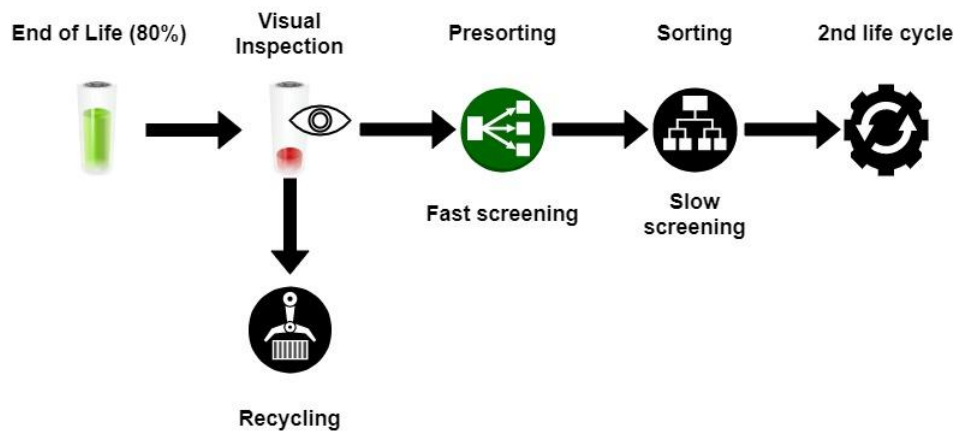 End of Life (80%)
Visual
Inspection
Presorting
Sorting
2nd life cycle
Fast screening
Slow
screening
Recycling